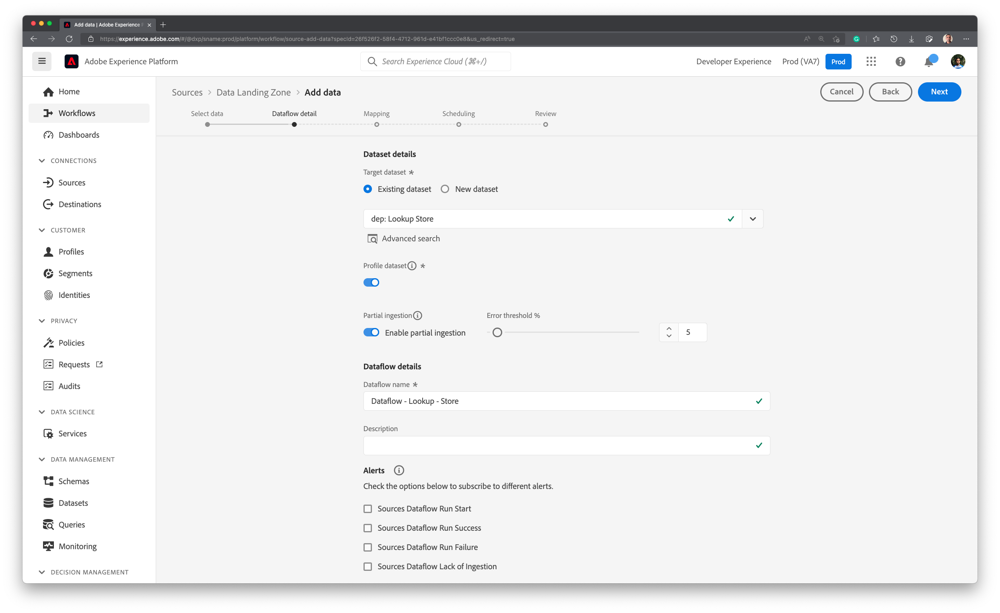 Add data | Adobe Experience P
https://experience.adobe.com/#/@dxp/sname:prod/platform/workflow/source-add-data?specId=26f526f2-58f4-4712-961d-e41bf1ccc0e8&us_redirect=true
Adobe Experience Platform
Search Experience Cloud (⌘+/)
Developer Experience
Prod (VA7)
Prod
Home
Workflows
Dashboards
CONNECTIONS
Sources
Destinations
CUSTOMER
Profiles
Segments
Identities
PRIVACY
Policies
Requests
Audits
DATA SCIENCE
Services
DATA MANAGEMENT
Schemas
Datasets
Queries
Monitoring
DECISION MANAGEMENT
Sources > Data Landing Zone > Add data
Cancel
Back
Next
Select data
Dataflow detail
Mapping
Scheduling
Review
Dataset details
Target dataset *
Existing dataset
New dataset
dep: Lookup Store
Advanced search
Profile dataset *
Partial ingestion
Error threshold %
Enable partial ingestion
5
Dataflow details
Dataflow name *
Dataflow - Lookup - Store
Description
Alerts
Check the options below to subscribe to different alerts.
Sources Dataflow Run Start
Sources Dataflow Run Success
Sources Dataflow Run Failure
Sources Dataflow Lack of Ingestion